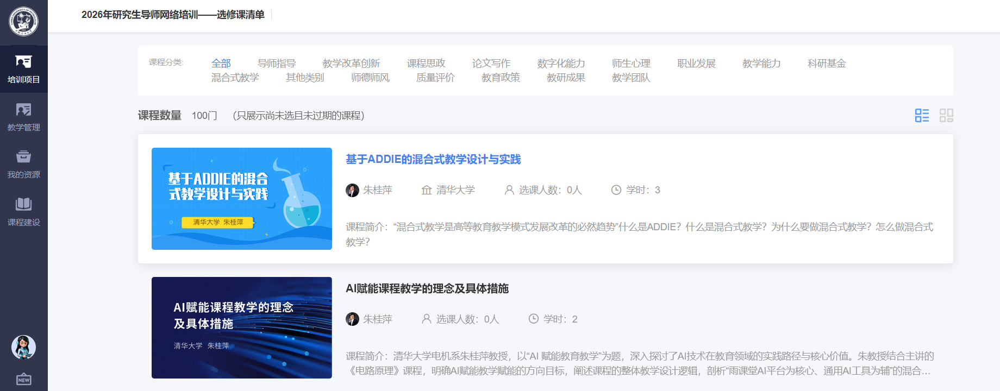 2026年研究生导师网络培训——选修课清单
培训项目
教学管理
我的资源
课程建设
NEW
课程分类:
全部 导师指导 教学改革创新 课程思政 论文写作 数字化能力 师生心理 职业发展 教学能力 科研基金
混合式教学 其他类别 师德师风 质量评价 教育政策 教研成果 教学团队
课程数量 100门 （只展示尚未选且未过期的课程）
基于ADDIE的混合
式教学设计与实践
清华大学 朱桂萍
基于ADDIE的混合式教学设计与实践
朱桂萍 清华大学 选课人数：0人 学时：3
课程简介：“混合式教学是高等教育教学模式发展改革的必然趋势”什么是ADDIE？什么是混合式教学？为什么要做混合式教学？怎么做混合式
教学？
AI赋能课程教学的理念
及具体措施
清华大学 朱桂萍
AI赋能课程教学的理念及具体措施
朱桂萍 选课人数：0人 学时：2
课程简介：清华大学电机系朱桂萍教授，以“AI 赋能教育教学”为题，深入探讨了AI技术在教育领域的实践路径与核心价值。朱教授结合主讲的
《电路原理》课程，明确AI赋能教学赋能的方向目标，阐述课程的整体教学设计逻辑，剖析“雨课堂AI平台为核心、通用AI工具为辅”的混合…